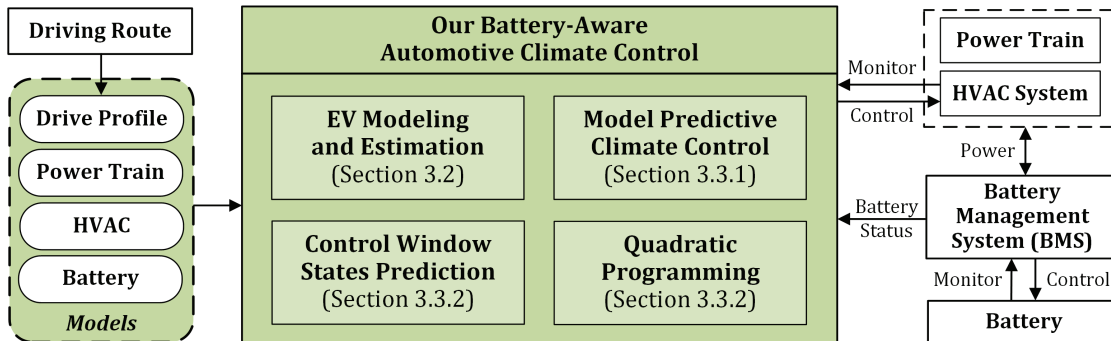 Driving Route
Drive Profile
Power Train
HVAC
Battery
Models
Our Battery-Aware
Automotive Climate Control
EV Modeling
and Estimation
(Section 3.2)
Model Predictive
Climate Control
(Section 3.3.1)
Control Window
States Prediction
(Section 3.3.2)
Quadratic
Programming
(Section 3.3.2)
Monitor
Control
Power Train
HVAC System
Power
Battery
Status
Battery
Management
System (BMS)
Monitor
Control
Battery